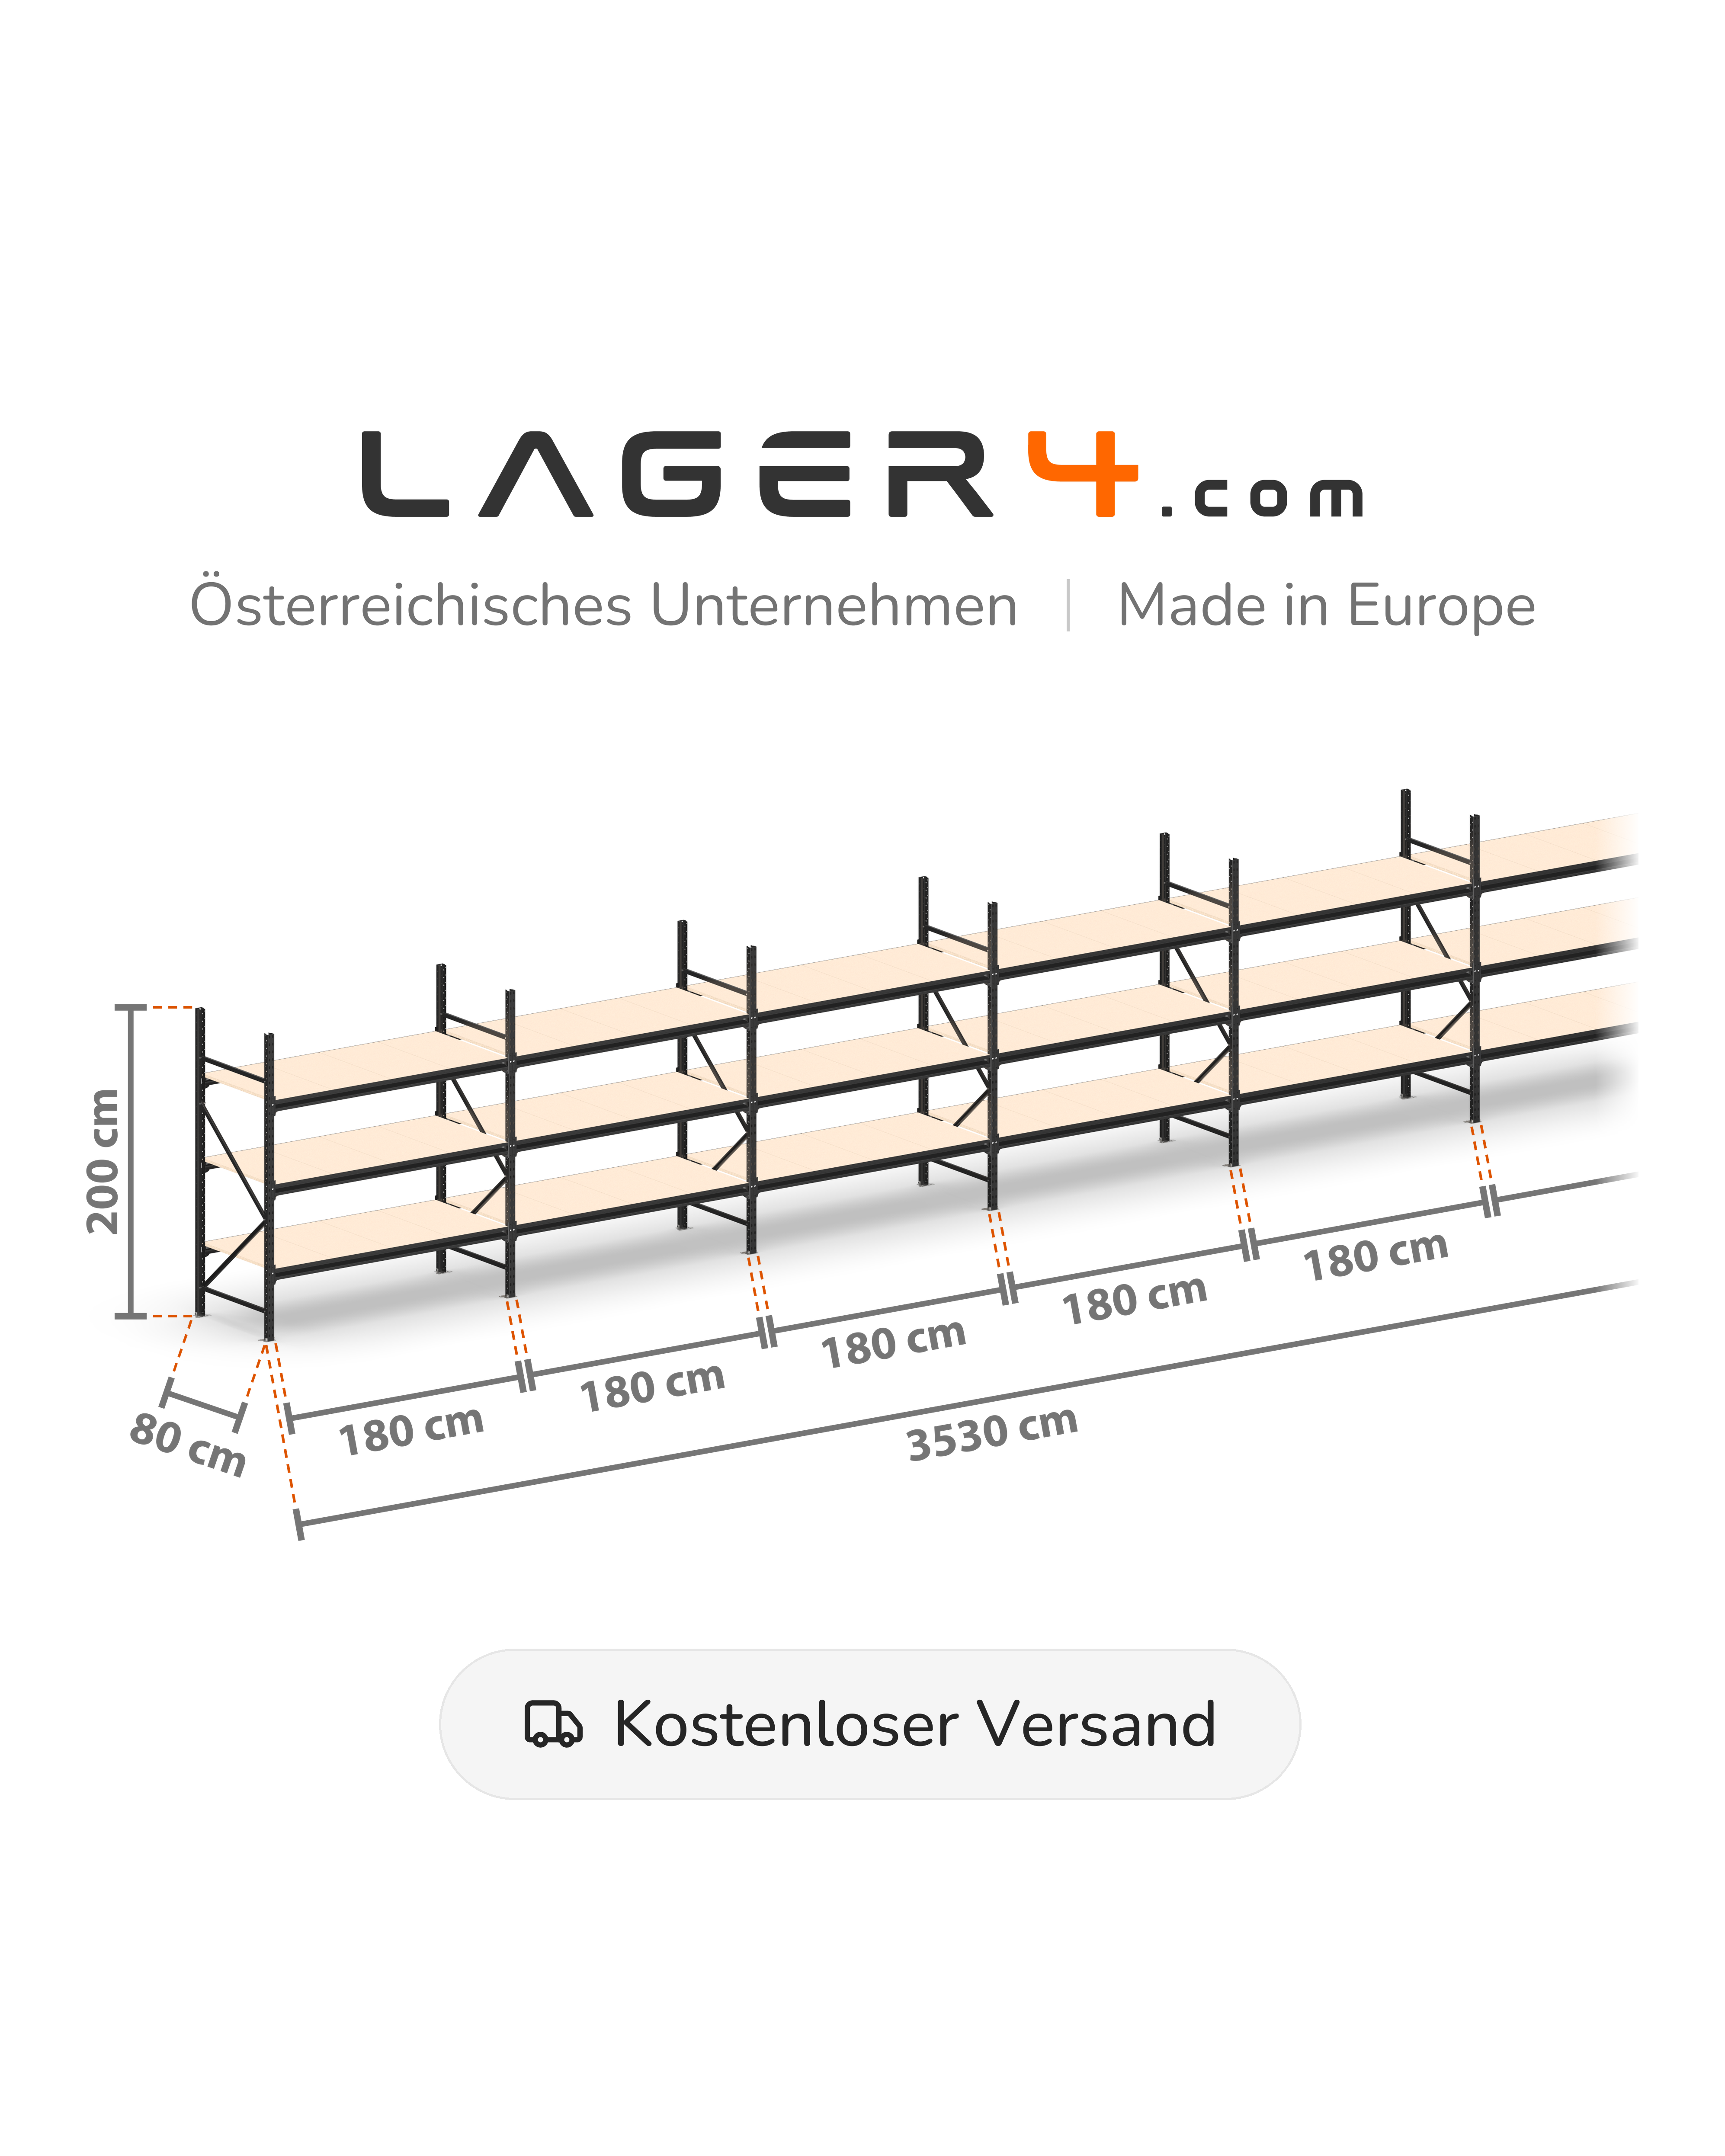 LAGER4.com
Österreichisches Unternehmen | Made in Europe
200 cm
80 cm
180 cm
180 cm
180 cm
180 cm
180 cm
3530 cm
Kostenloser Versand